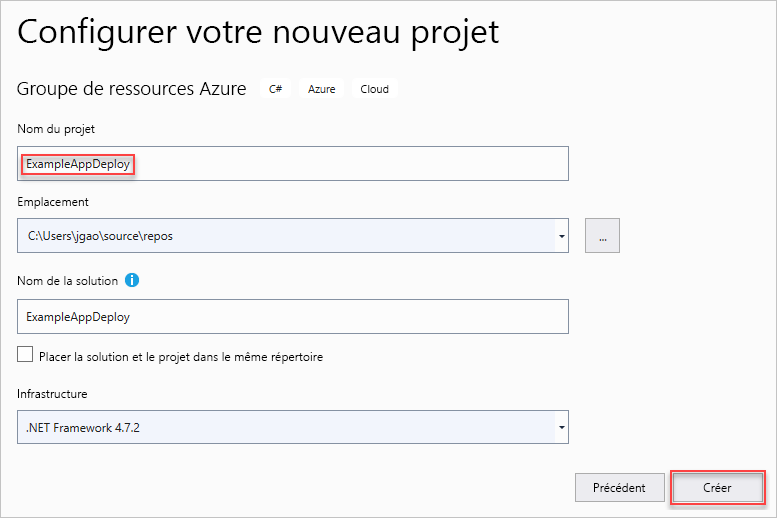 Configurer votre nouveau projet
Groupe de ressources Azure C# Azure Cloud
Nom du projet
ExampleAppDeploy
Emplacement
C:\Users\jgao\source\repos ...
Nom de la solution i
ExampleAppDeploy
Placer la solution et le projet dans le même répertoire
Infrastructure
.NET Framework 4.7.2
Précédent Créer